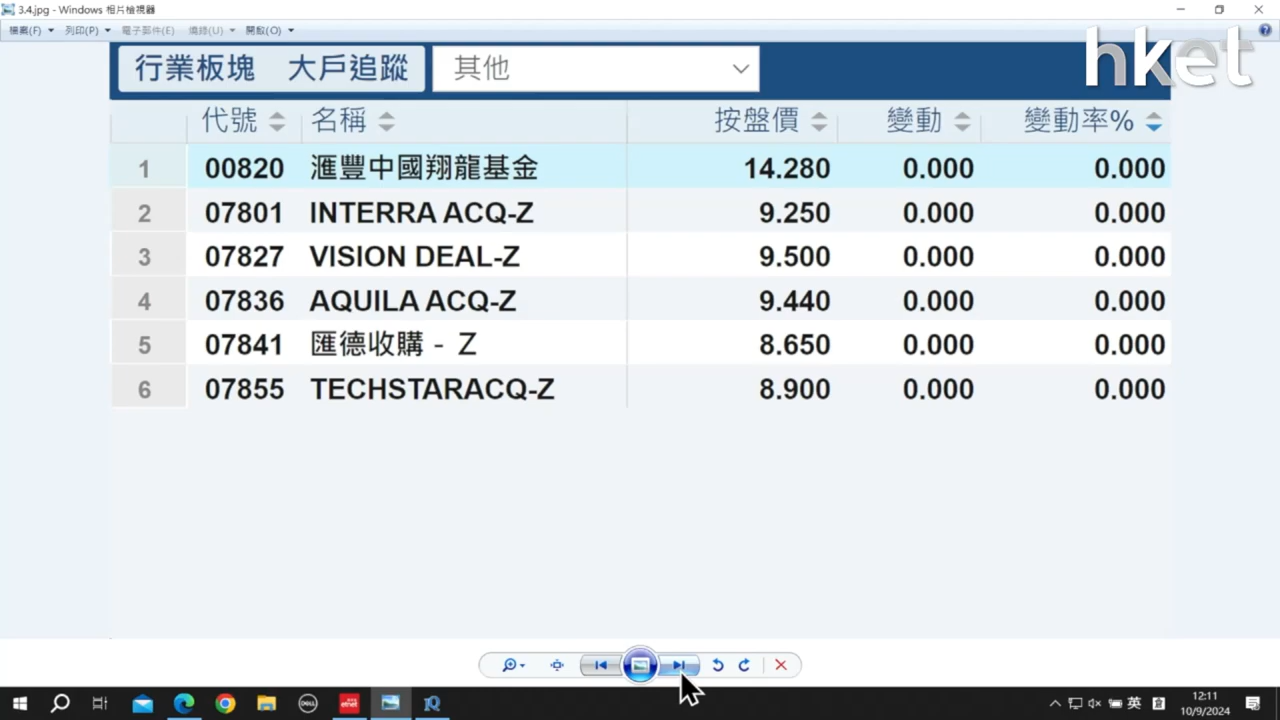 3.4.jpg - Windows 相片檢視器
檔案(F) 列印(P) 電子郵件(E) 燒錄(U) 開啟(O)
hket
行業板塊 大戶追蹤 其他
代號 名稱 按盤價 變動 變動率%
1 00820 滙豐中國翔龍基金 14.280 0.000 0.000
2 07801 INTERRA ACQ-Z 9.250 0.000 0.000
3 07827 VISION DEAL-Z 9.500 0.000 0.000
4 07836 AQUILA ACQ-Z 9.440 0.000 0.000
5 07841 匯德收購 - Z 8.650 0.000 0.000
6 07855 TECHSTARACQ-Z 8.900 0.000 0.000
DELL etnet IQ 英 12:11
10/9/2024